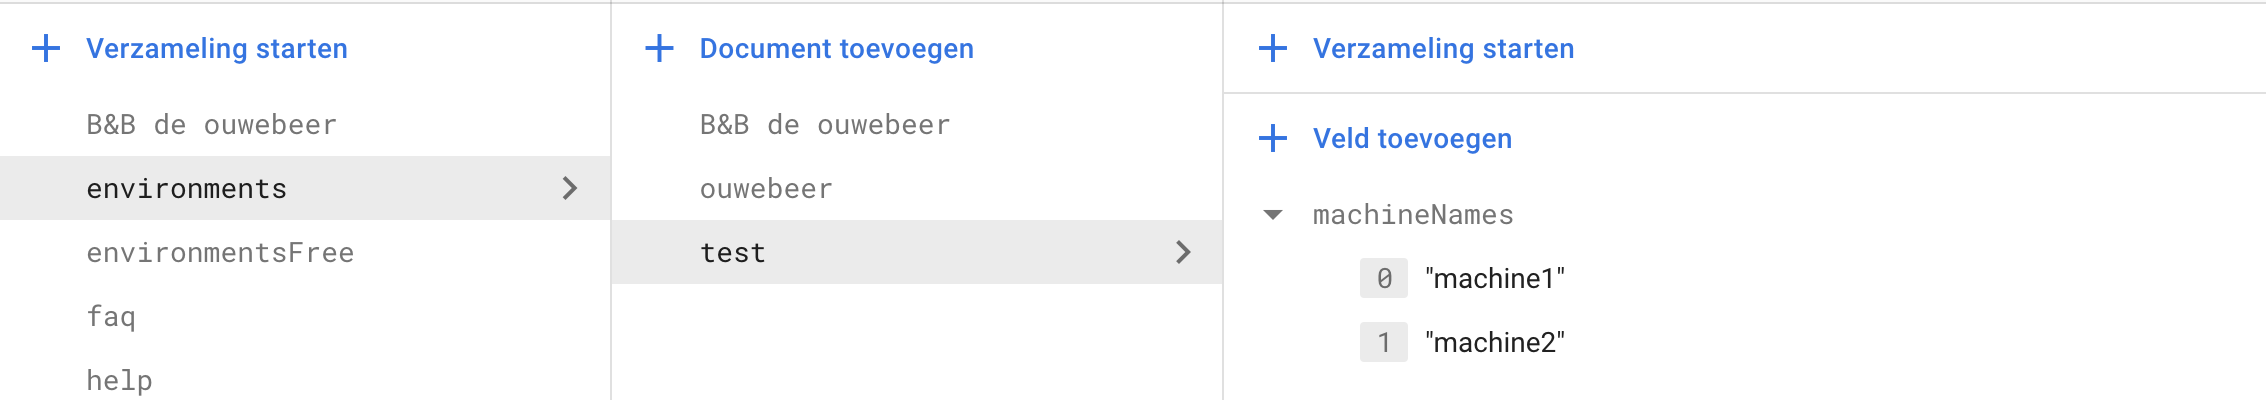 Verzameling starten
B&B de ouwebeer
environments
environmentsFree
faq
help
Document toevoegen
B&B de ouwebeer
ouwebeer
test
Verzameling starten
Veld toevoegen
machineNames
0 "machine1"
1 "machine2"